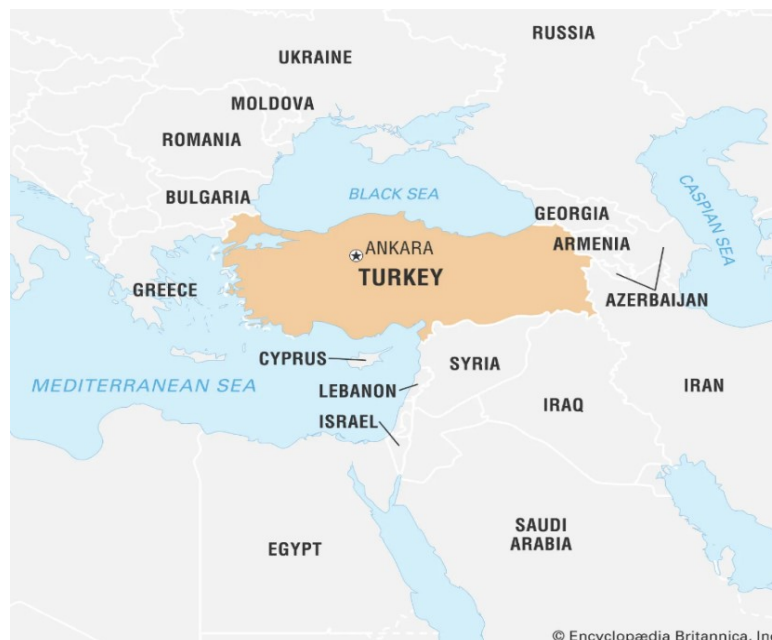 RUSSIA
UKRAINE
MOLDOVA
ROMANIA
BULGARIA
BLACK SEA
CASPIAN SEA
GEORGIA
ARMENIA
ANKARA
TURKEY
GREECE
AZERBAIJAN
CYPRUS
SYRIA
MEDITERRANEAN SEA
LEBANON
IRAN
IRAQ
ISRAEL
SAUDI
ARABIA
EGYPT
© Encyclopædia Britannica, Inc